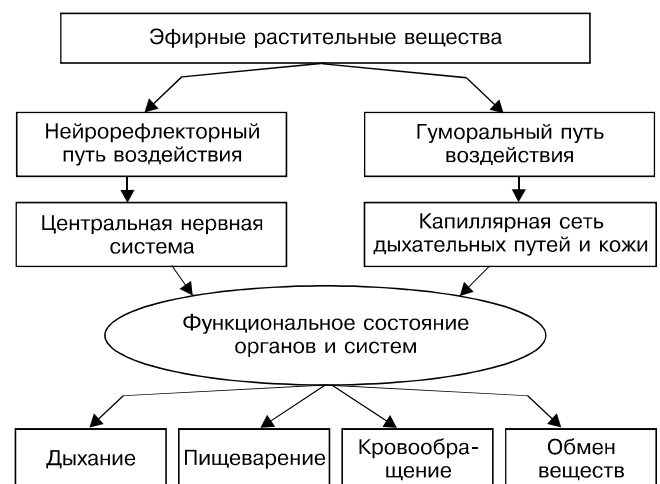 Эфирные растительные вещества
Нейрорефлекторный
путь воздействия
Гуморальный путь
воздействия
Центральная нервная
система
Капиллярная сеть
дыхательных путей и кожи
Функциональное состояние
органов и систем
Дыхание
Пищеварение
Кровообра-
щение
Обмен
веществ